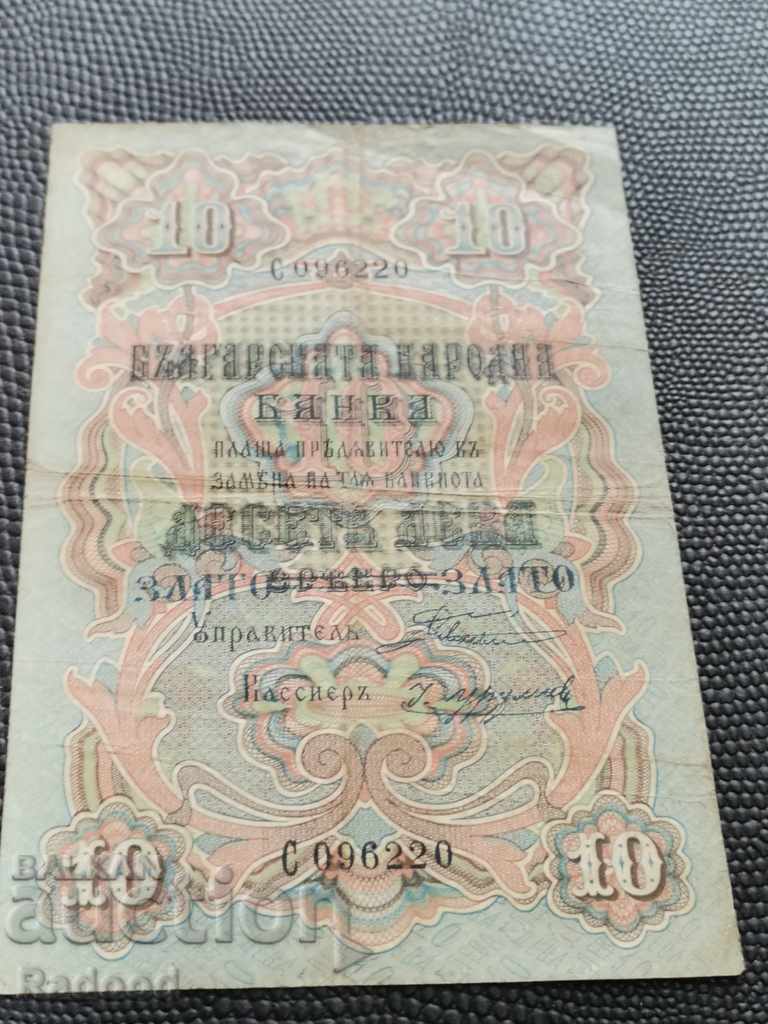 10 10
С 096220
БЪЛГАРСКАТА НАРОДНА
БАНКА
ПЛАЩА ПРѢДЯВИТЕЛЮ ВЪ
ЗАМѢНА НА ТАЯ БАНКНОТА
ДЕСЕТЬ ЛЕВА
ЗЛАТО СРЕБРО ЗЛАТО
Управитель
Кассиеръ
С 096220
10 10
BALKAN
auction
Radood